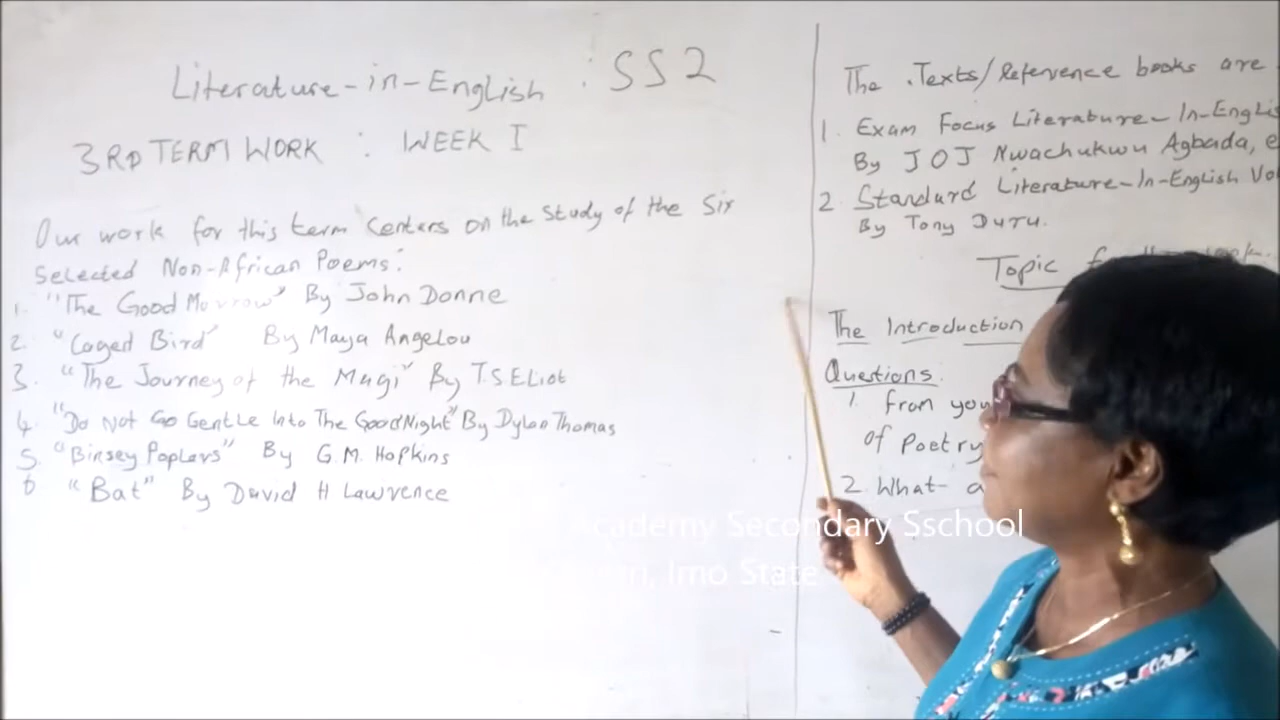 Literature-in-English : SS2
3RD TERM WORK : WEEK I
Our work for this term centers on the study of the Six
Selected Non-African Poems:
1. "The Good Morrow" By John Donne
2. "Caged Bird" By Maya Angelou
3. "The Journey of the Magi" By T.S.Eliot
4. "Do Not Go Gentle Into The Good Night" By Dylan Thomas
5. "Binsey Poplars" By G.M. Hopkins
6 "Bat" By David H Lawrence
The Texts/Reference books are
1. Exam Focus Literature-In-Englis
By JOJ Nwachukwu Agbada, e
2. Standard Literature-In-English Vol
By Tony Duru.
Topic
The Introduction
Questions:
1. From you
of Poetry
2. What a
Academy Secondary Sschool
Imo State